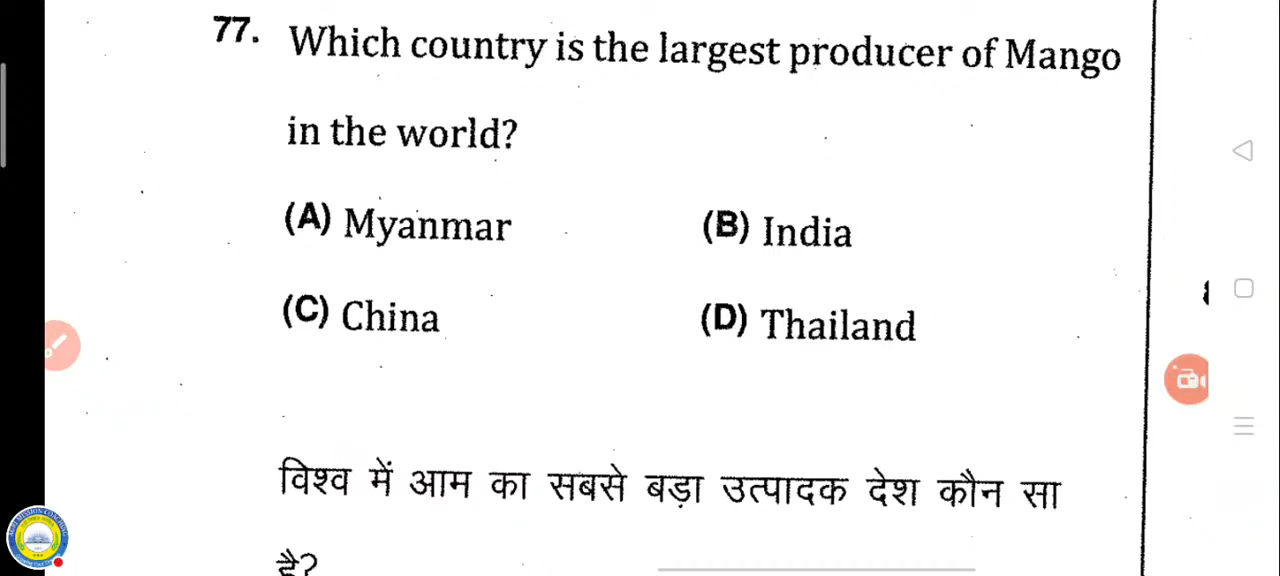 77. Which country is the largest producer of Mango
in the world?
(A) Myanmar (B) India
(C) China (D) Thailand
विश्व में आम का सबसे बड़ा उत्पादक देश कौन सा
है?